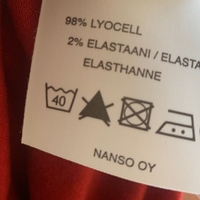 98% LYOCELL
2% ELASTAANI / ELASTA
ELASTHANNE
40
NANSO OY